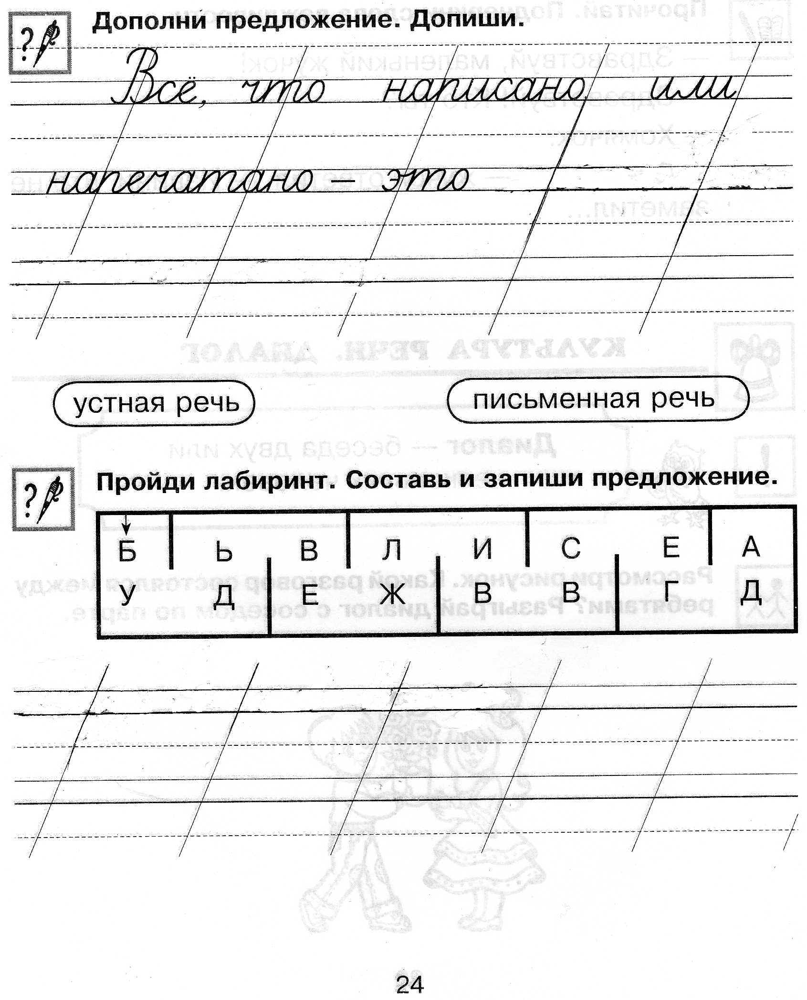 Дополни предложение. Допиши.
Всё, что написано или
напечатано — это
устная речь
письменная речь
Пройди лабиринт. Составь и запиши предложение.
Б Ь В Л И С Е А
У Д Е Ж В В Г Д
24